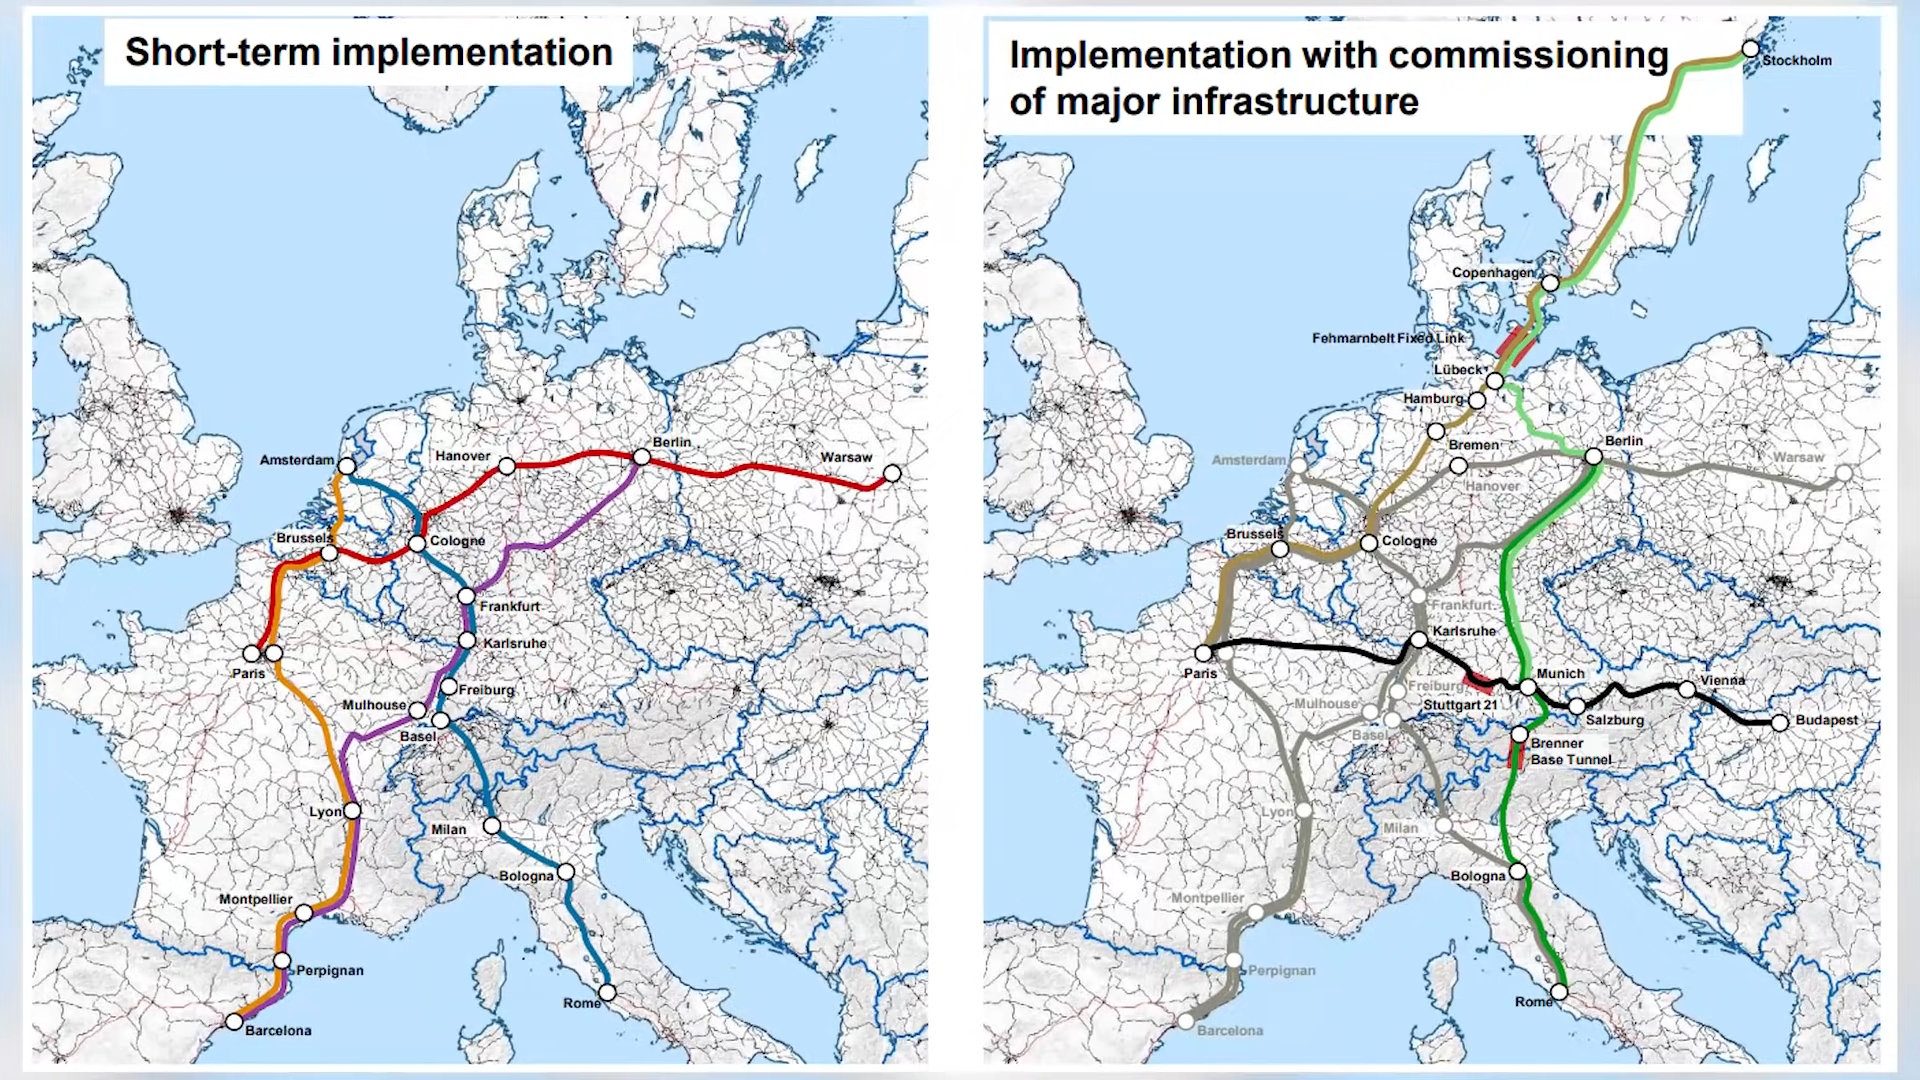 Short-term implementation
Amsterdam
Hanover
Berlin
Warsaw
Brussels
Cologne
Frankfurt
Karlsruhe
Paris
Freiburg
Mulhouse
Basel
Lyon
Milan
Bologna
Montpellier
Perpignan
Rome
Barcelona
Implementation with commissioning
of major infrastructure
Stockholm
Copenhagen
Fehmarnbelt Fixed Link
Lübeck
Hamburg
Bremen
Berlin
Amsterdam
Warsaw
Hanover
Brussels
Cologne
Frankfurt
Karlsruhe
Paris
Munich
Vienna
Freiburg
Mulhouse
Stuttgart 21
Salzburg
Budapest
Basel
Brenner
Base Tunnel
Lyon
Milan
Bologna
Montpellier
Perpignan
Rome
Barcelona